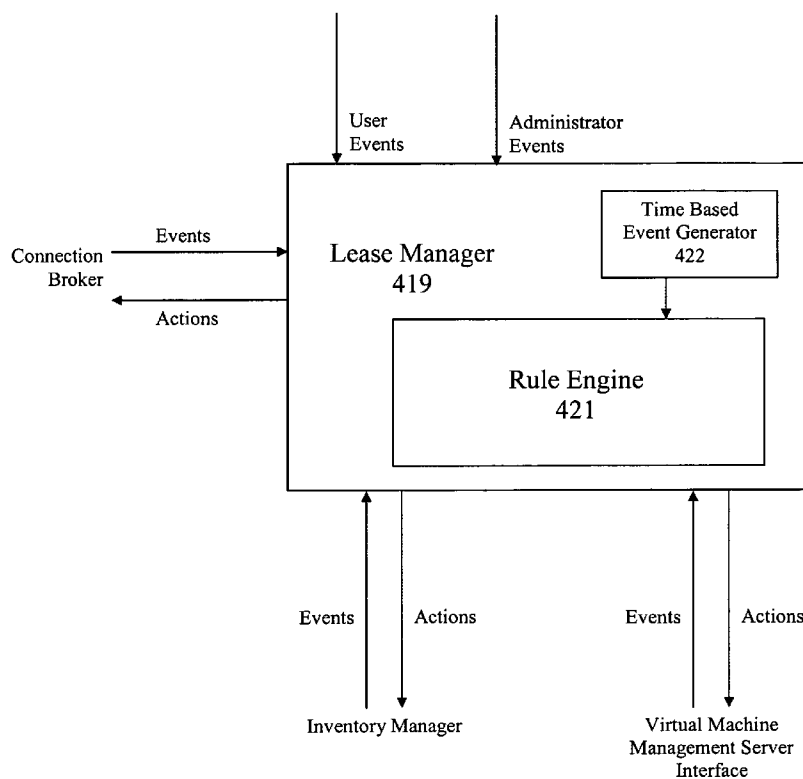 User
Events
Administrator
Events
Time Based
Event Generator
422
Events
Connection
Broker
Lease Manager
419
Actions
Rule Engine
421
Events
Actions
Events
Actions
Inventory Manager
Virtual Machine
Management Server
Interface